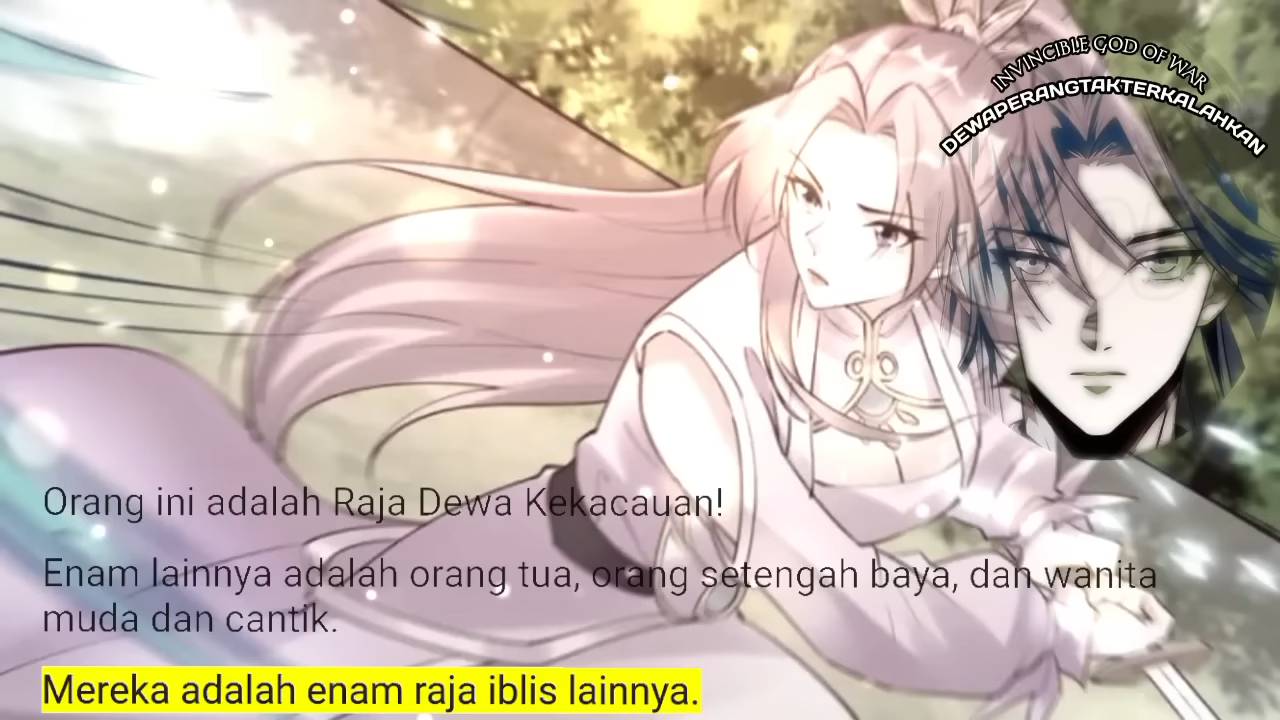 INVINCIBLE GOD OF WAR
DEWAPERANGTAKTERKALAHKAN
Orang ini adalah Raja Dewa Kekacauan!
Enam lainnya adalah orang tua, orang setengah baya, dan wanita
muda dan cantik.
Mereka adalah enam raja iblis lainnya.